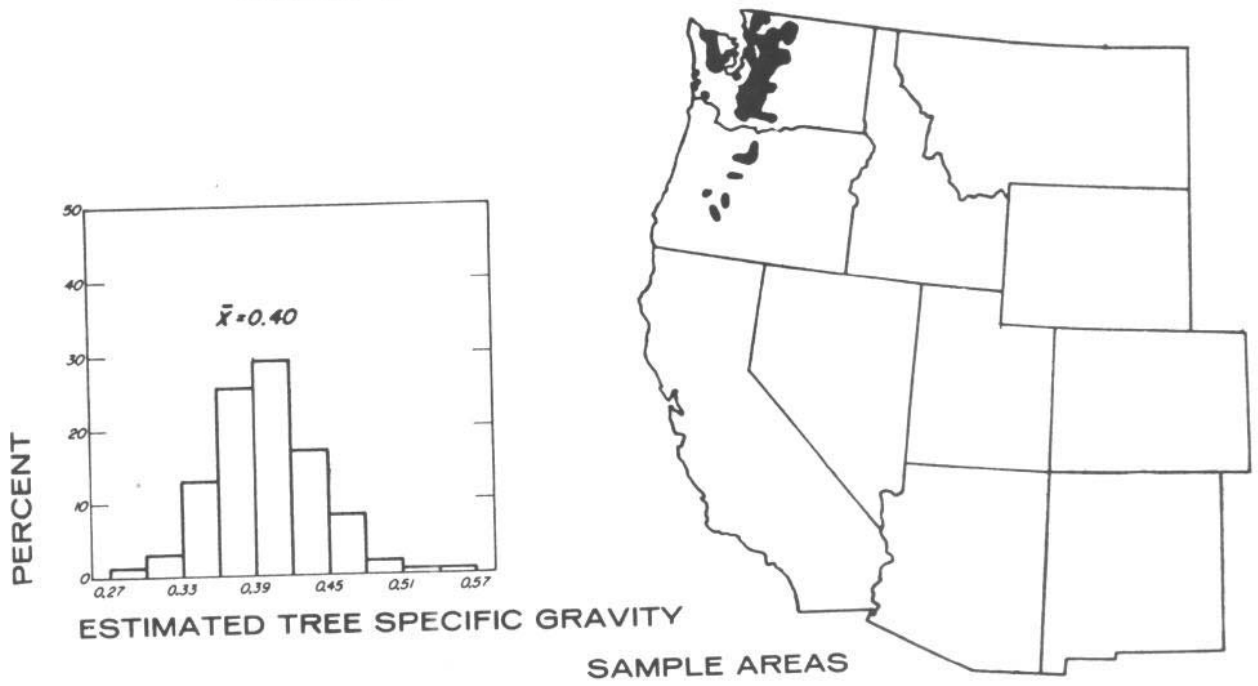 50
40
30
20
10
0
x̄ = 0.40
PERCENT
0.27 0.33 0.39 0.45 0.51 0.57
ESTIMATED TREE SPECIFIC GRAVITY
SAMPLE AREAS